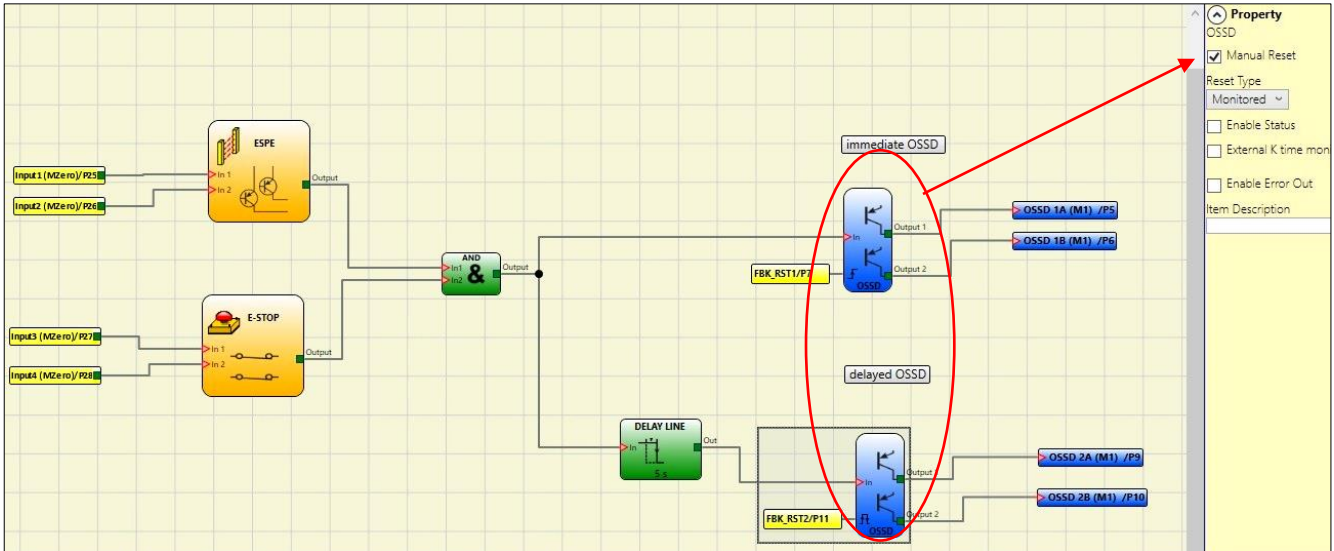 Property
OSSD
Manual Reset
Reset Type
Monitored
Enable Status
External K time mon
Enable Error Out
Item Description
ESPE
Input1 (MZero)/P25
In 1
Input2 (MZero)/P26
In 2
Output
E-STOP
Input3 (MZero)/P27
In 1
Input4 (MZero)/P28
In 2
Output
AND
In1
In2
&
Output
immediate OSSD
In
Output 1
Output 2
OSSD
FBK_RST1/P7
OSSD 1A (M1) /P5
OSSD 1B (M1) /P6
delayed OSSD
DELAY LINE
In
Out
5 s
In
Output 1
Output 2
OSSD
FBK_RST2/P11
OSSD 2A (M1) /P9
OSSD 2B (M1) /P10